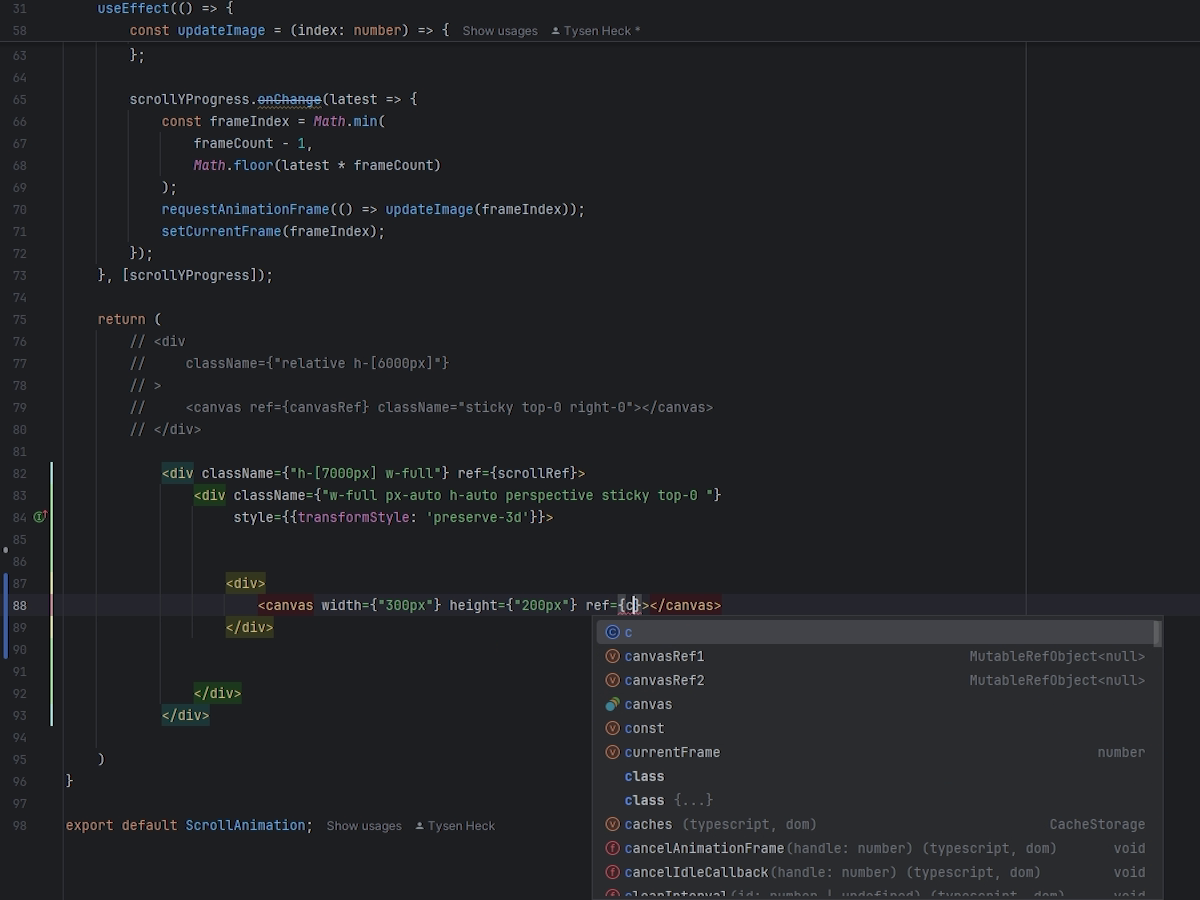 31 useEffect(() => {
58 const updateImage = (index: number) => { Show usages Tysen Heck *
63 };
64
65 scrollYProgress.onChange(latest => {
66 const frameIndex = Math.min(
67 frameCount - 1,
68 Math.floor(latest * frameCount)
69 );
70 requestAnimationFrame(() => updateImage(frameIndex));
71 setCurrentFrame(frameIndex);
72 });
73 }, [scrollYProgress]);
74
75 return (
76 // <div
77 // className={"relative h-[6000px]"}
78 // >
79 // <canvas ref={canvasRef} className="sticky top-0 right-0"></canvas>
80 // </div>
81
82 <div className={"h-[7000px] w-full"} ref={scrollRef}>
83 <div className={"w-full px-auto h-auto perspective sticky top-0 "}
84 style={{transformStyle: 'preserve-3d'}}>
85
86
87 <div>
88 <canvas width={"300px"} height={"200px"} ref={c}></canvas>
89 </div>
90
91
92 </div>
93 </div>
94
95 )
96 }
97
98 export default ScrollAnimation; Show usages Tysen Heck
c
canvasRef1 MutableRefObject<null>
canvasRef2 MutableRefObject<null>
canvas
const
currentFrame number
class
class {...}
caches (typescript, dom) CacheStorage
cancelAnimationFrame(handle: number) (typescript, dom) void
cancelIdleCallback(handle: number) (typescript, dom) void
clearInterval(id: number | undefined) (typescript, dom) void